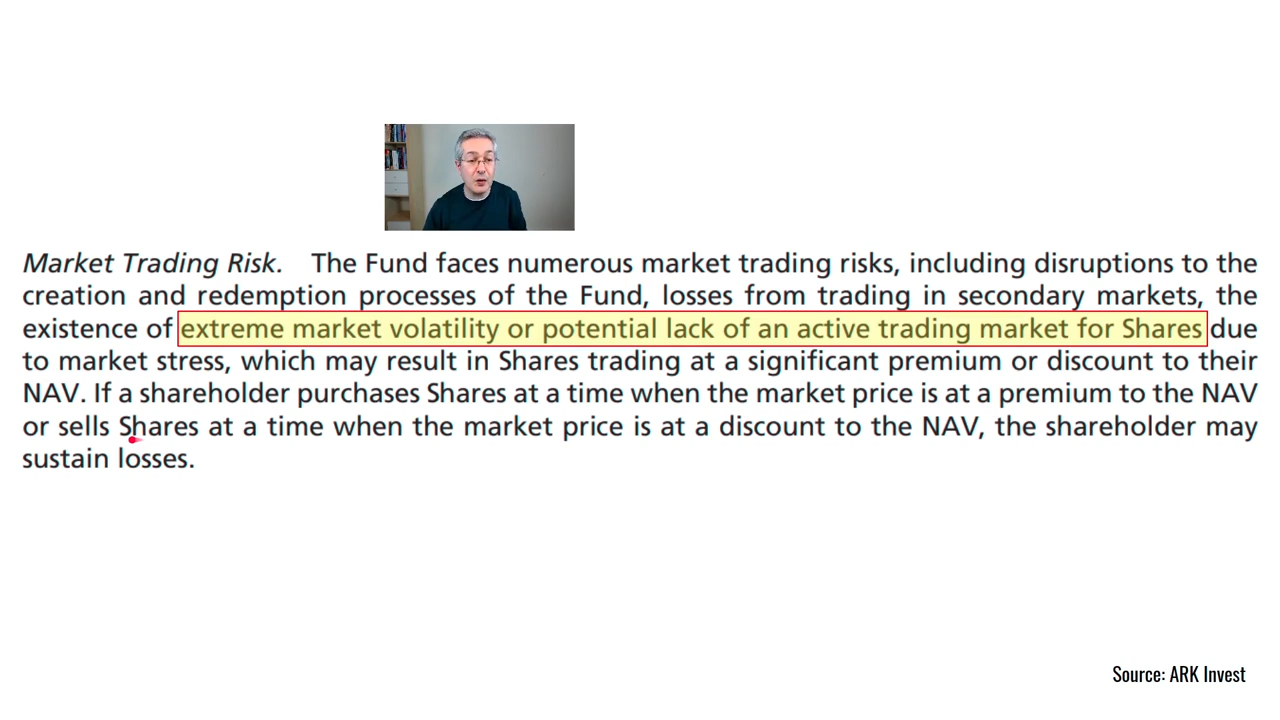 Market Trading Risk. The Fund faces numerous market trading risks, including disruptions to the
creation and redemption processes of the Fund, losses from trading in secondary markets, the
existence of extreme market volatility or potential lack of an active trading market for Shares due
to market stress, which may result in Shares trading at a significant premium or discount to their
NAV. If a shareholder purchases Shares at a time when the market price is at a premium to the NAV
or sells Shares at a time when the market price is at a discount to the NAV, the shareholder may
sustain losses.
Source: ARK Invest